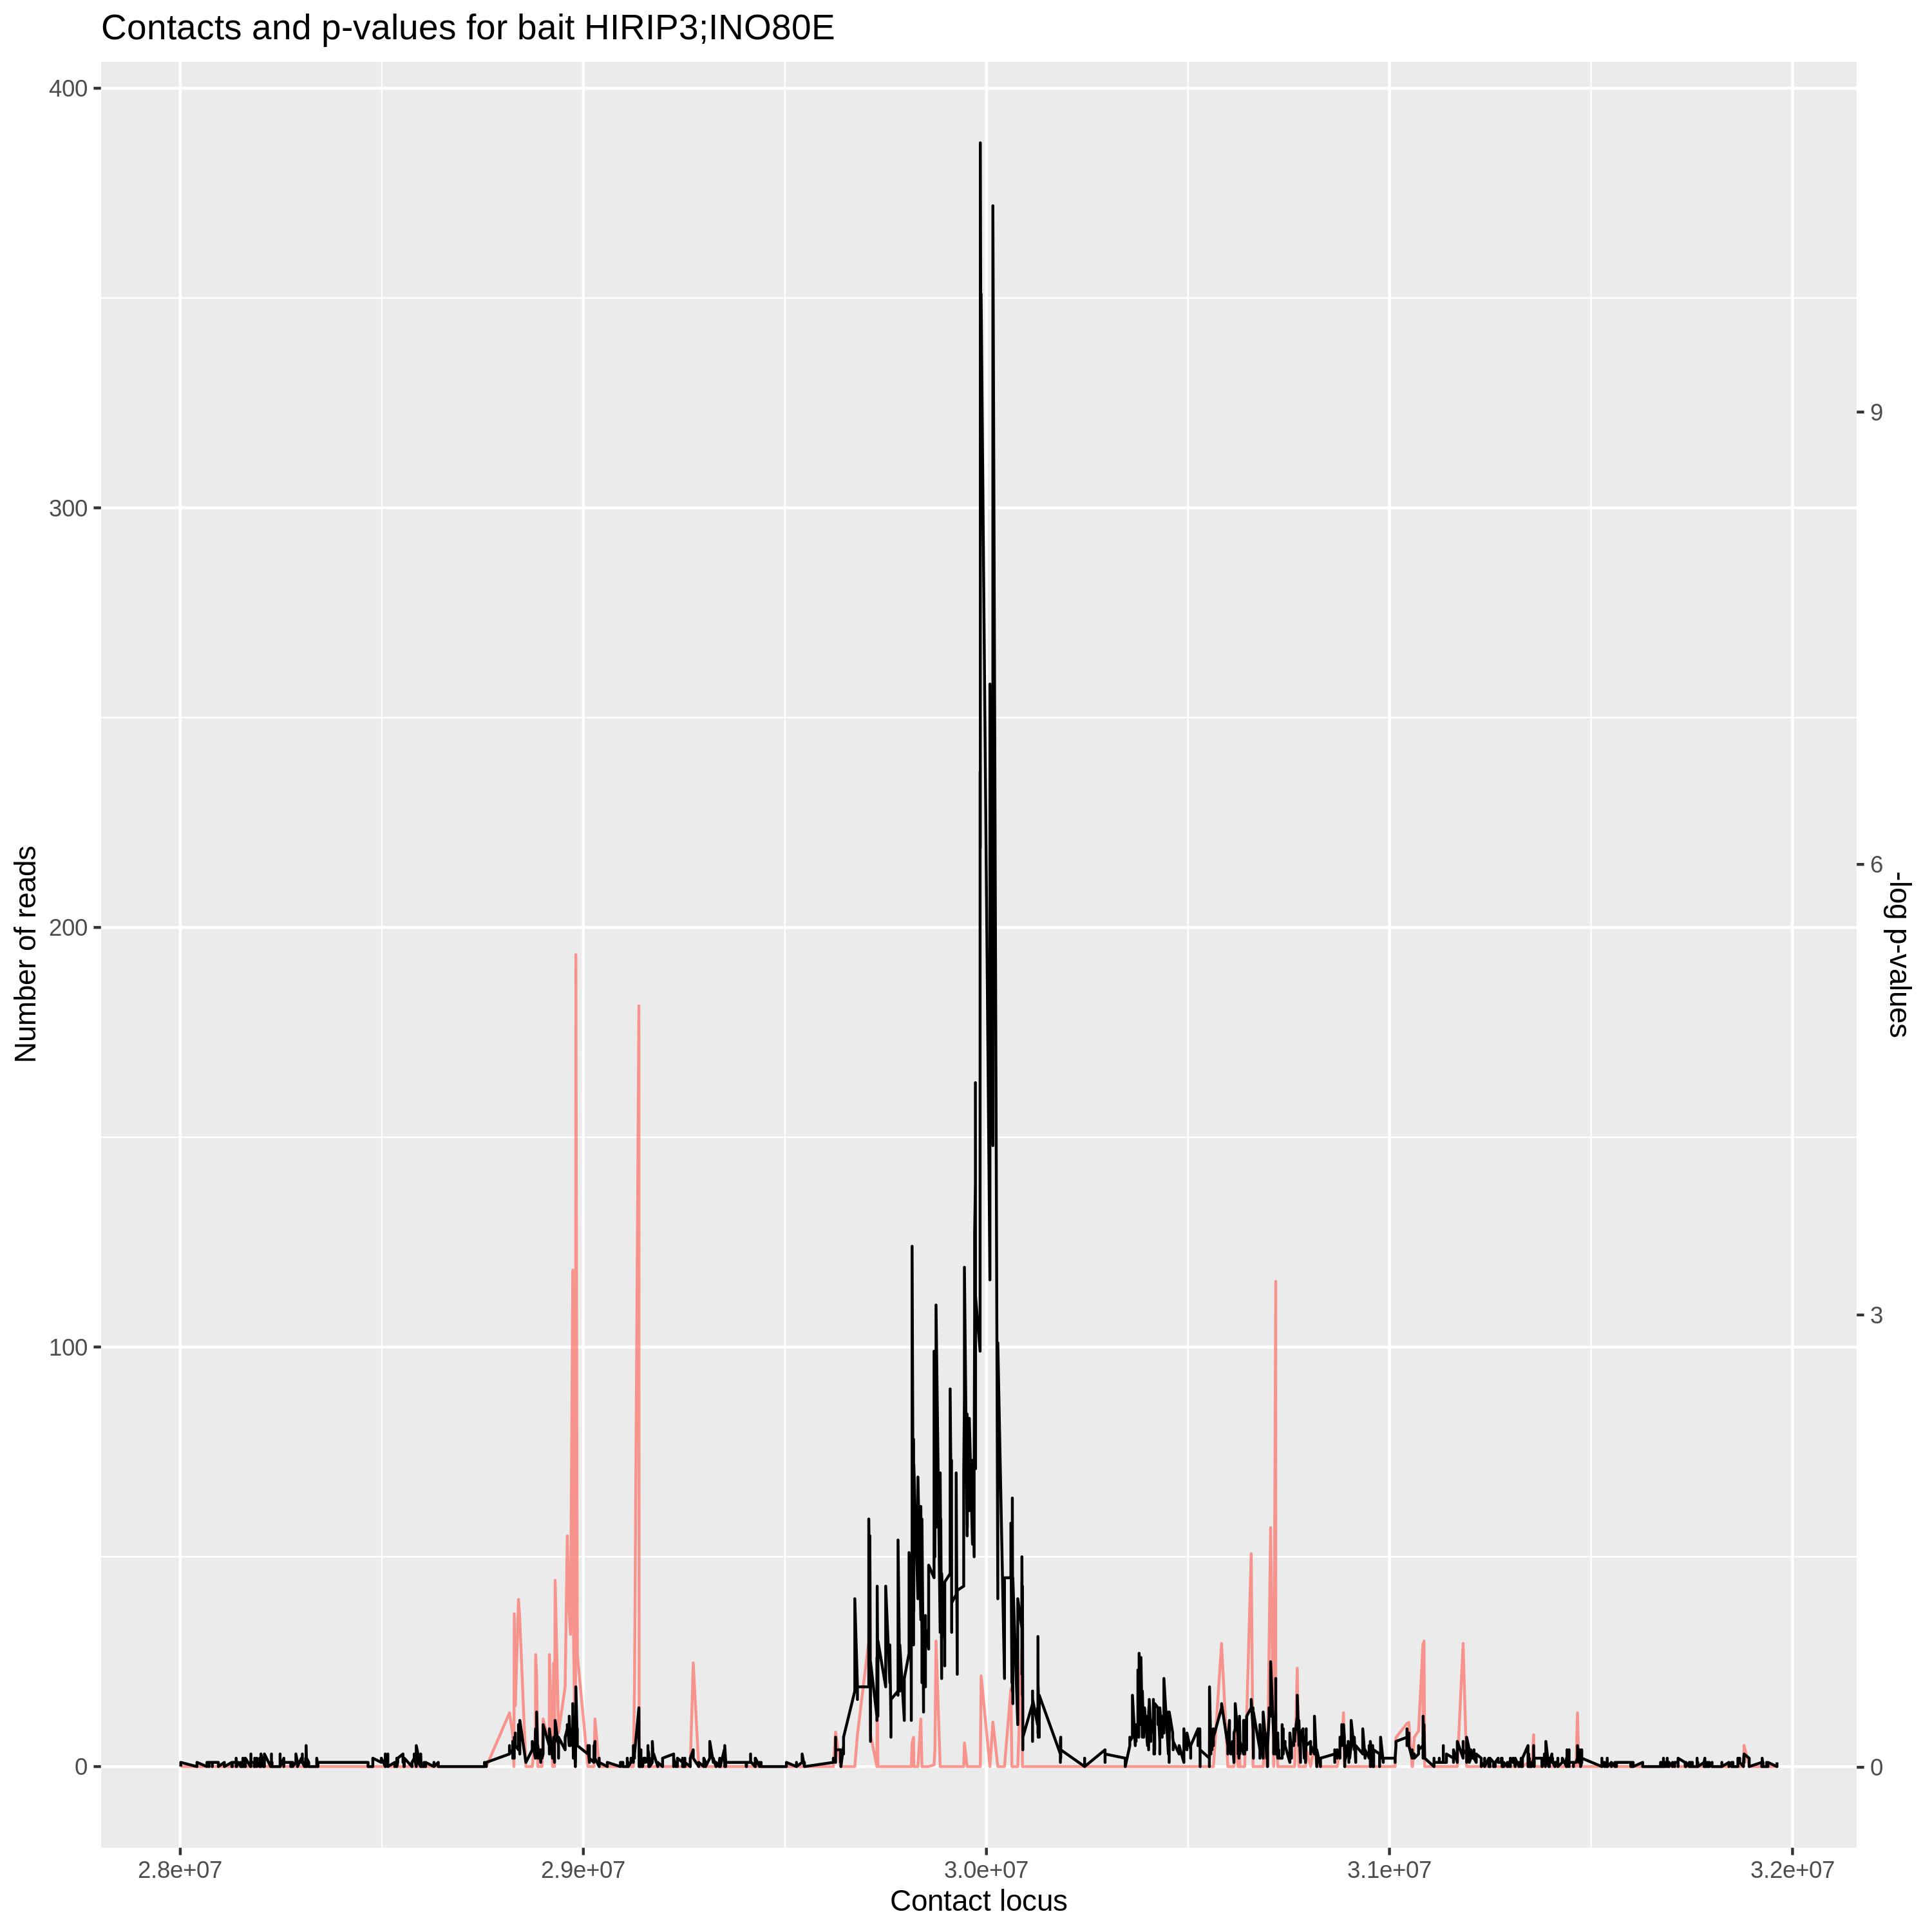 Contacts and p-values for bait HIRIP3;INO80E
400
300
200
100
0
Number of reads
9
6
3
0
-log p-values
2.8e+07
2.9e+07
3.0e+07
3.1e+07
3.2e+07
Contact locus